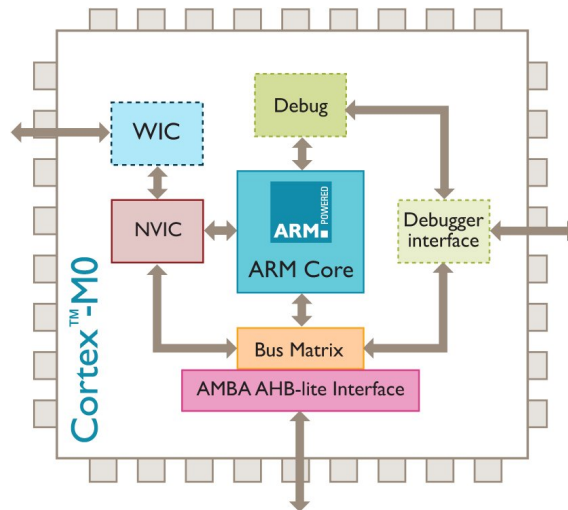 WIC
Debug
NVIC
ARM
POWERED
ARM Core
Debugger
interface
Bus Matrix
AMBA AHB-lite Interface
Cortex™-M0